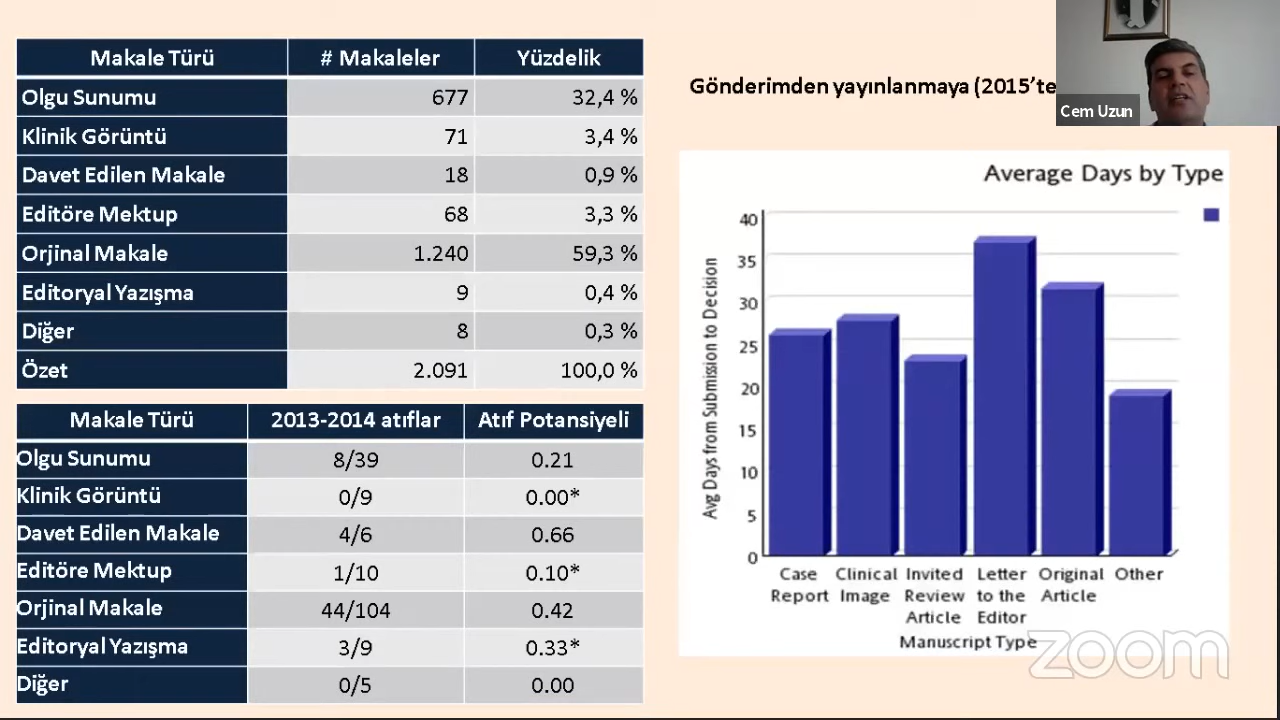 Makale Türü # Makaleler Yüzdelik
Olgu Sunumu 677 32,4 %
Klinik Görüntü 71 3,4 %
Davet Edilen Makale 18 0,9 %
Editöre Mektup 68 3,3 %
Orjinal Makale 1.240 59,3 %
Editoryal Yazışma 9 0,4 %
Diğer 8 0,3 %
Özet 2.091 100,0 %
Makale Türü 2013-2014 atıflar Atıf Potansiyeli
Olgu Sunumu 8/39 0.21
Klinik Görüntü 0/9 0.00*
Davet Edilen Makale 4/6 0.66
Editöre Mektup 1/10 0.10*
Orjinal Makale 44/104 0.42
Editoryal Yazışma 3/9 0.33*
Diğer 0/5 0.00
Gönderimden yayınlanmaya (2015'te
Cem Uzun
Average Days by Type
Avg Days from Submission to Decision
40
35
30
25
20
15
10
5
0
Case Report
Clinical Image
Invited Review Article
Letter to the Editor
Original Article
Other
Manuscript Type
zoom